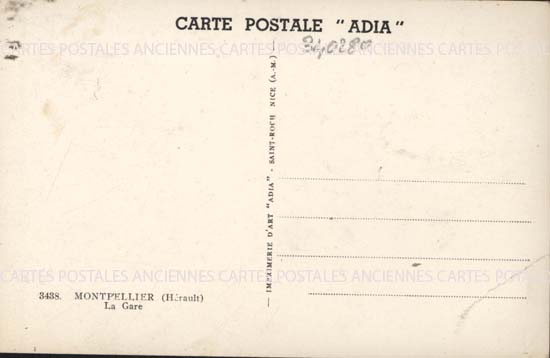 CARTE POSTALE "ADIA"
340289
CARTES POSTALES ANCIENNES CARTES POSTALES ANCIENNES CARTES POSTALES
— IMPRIMERIE D'ART "ADIA" - SAINT-ROCH NICE (A.-M.) —
CARTES POSTALES ANCIENNES CARTES POSTALES ANCIENNES CARTES POSTALES
3438. MONTPELLIER (Hérault)
La Gare